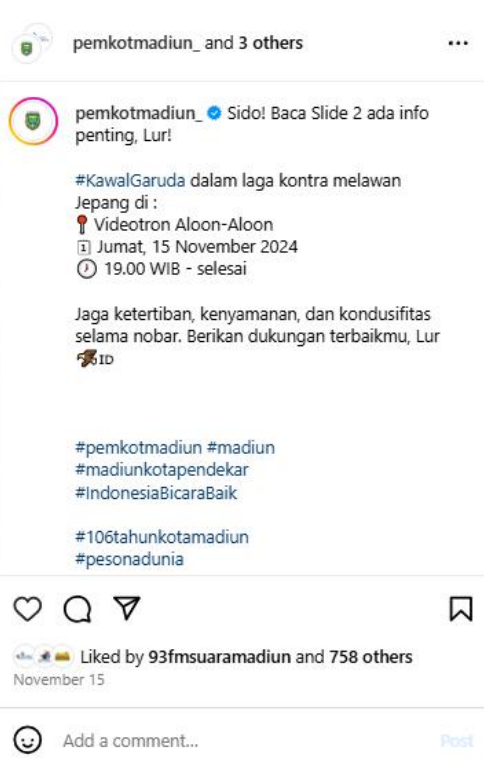 pemkotmadiun_ and 3 others
pemkotmadiun_ Sido! Baca Slide 2 ada info
penting, Lur!
#KawalGaruda dalam laga kontra melawan
Jepang di :
📍 Videotron Aloon-Aloon
🗓 Jumat, 15 November 2024
🕖 19.00 WIB - selesai
Jaga ketertiban, kenyamanan, dan kondusifitas
selama nobar. Berikan dukungan terbaikmu, Lur
🦅ID
#pemkotmadiun #madiun
#madiunkotapendekar
#IndonesiaBicaraBaik
#106tahunkotamadiun
#pesonadunia
Liked by 93fmsuaramadiun and 758 others
November 15
Add a comment...
Post